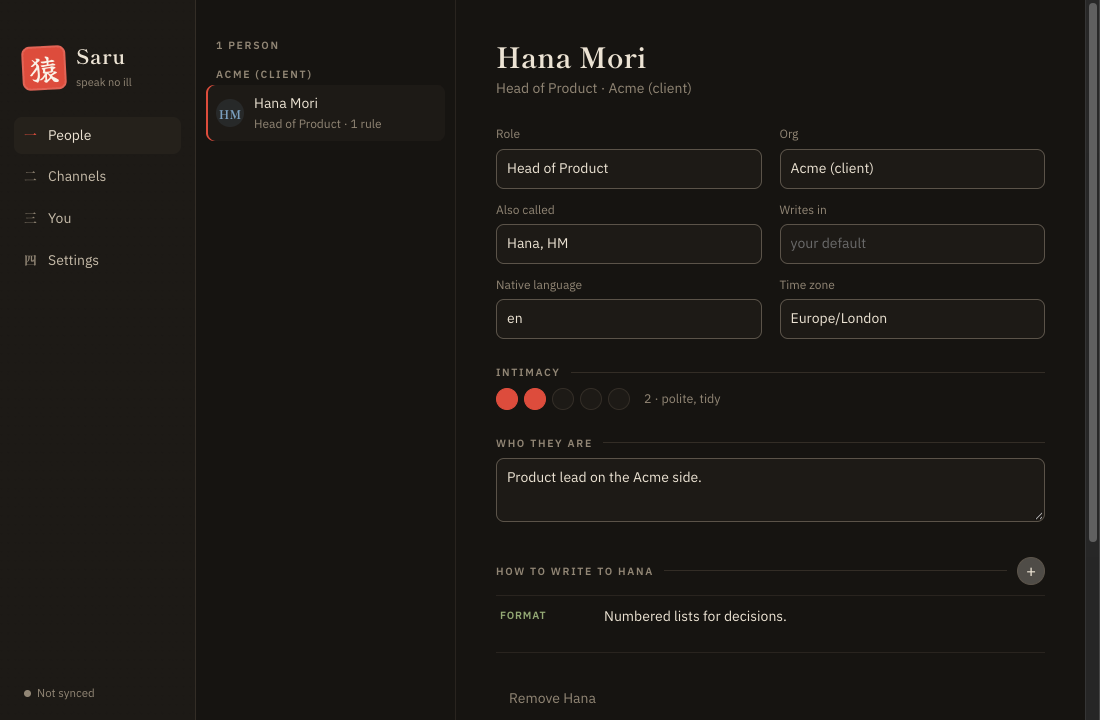 猿
Saru
speak no ill
一 People
二 Channels
三 You
四 Settings
Not synced
1 PERSON
ACME (CLIENT)
HM
Hana Mori
Head of Product · 1 rule
Hana Mori
Head of Product · Acme (client)
Role
Head of Product
Org
Acme (client)
Also called
Hana, HM
Writes in
your default
Native language
en
Time zone
Europe/London
INTIMACY
2 · polite, tidy
WHO THEY ARE
Product lead on the Acme side.
HOW TO WRITE TO HANA
+
FORMAT Numbered lists for decisions.
Remove Hana